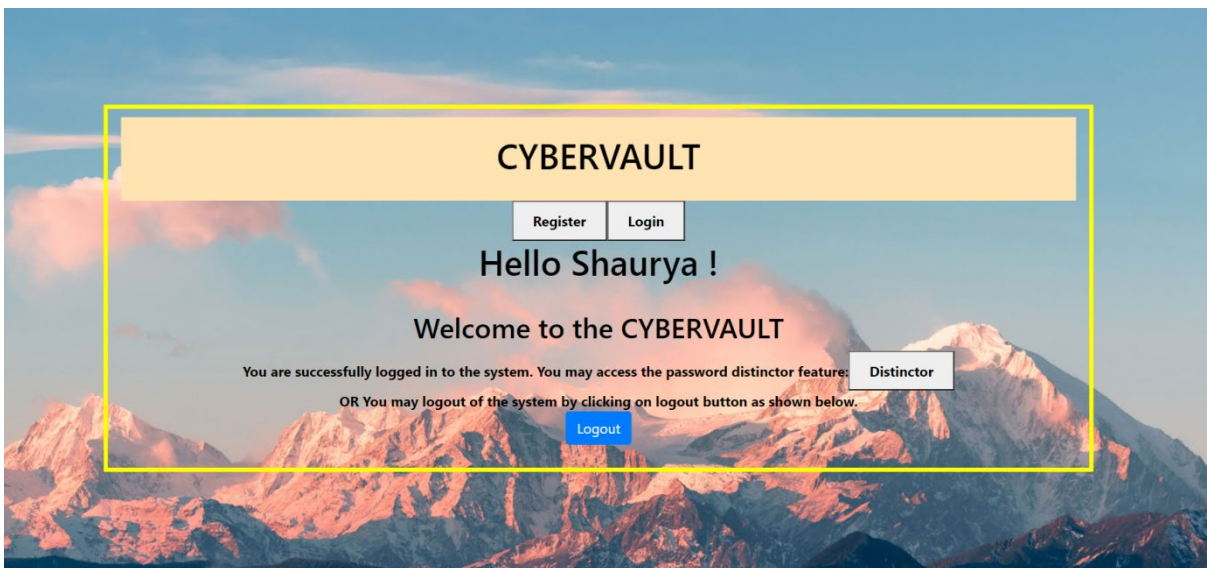 CYBERVAULT
Register Login
Hello Shaurya !
Welcome to the CYBERVAULT
You are successfully logged in to the system. You may access the password distinctor feature: Distinctor
OR You may logout of the system by clicking on logout button as shown below.
Logout